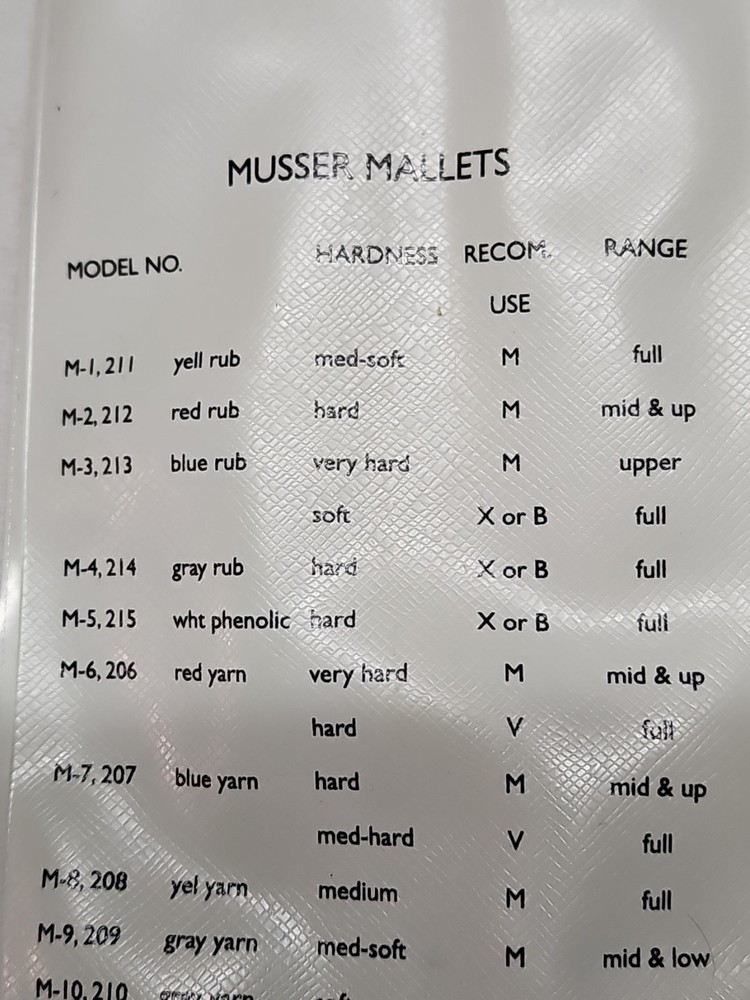 MUSSER MALLETS
MODEL NO. HARDNESS RECOM. RANGE
USE
M-1, 211 yell rub med-soft M full
M-2, 212 red rub hard M mid & up
M-3, 213 blue rub very hard M upper
soft X or B full
M-4, 214 gray rub hard X or B full
M-5, 215 wht phenolic hard X or B full
M-6, 206 red yarn very hard M mid & up
hard V full
M-7, 207 blue yarn hard M mid & up
med-hard V full
M-8, 208 yel yarn medium M full
M-9, 209 gray yarn med-soft M mid & low
M-10, 210